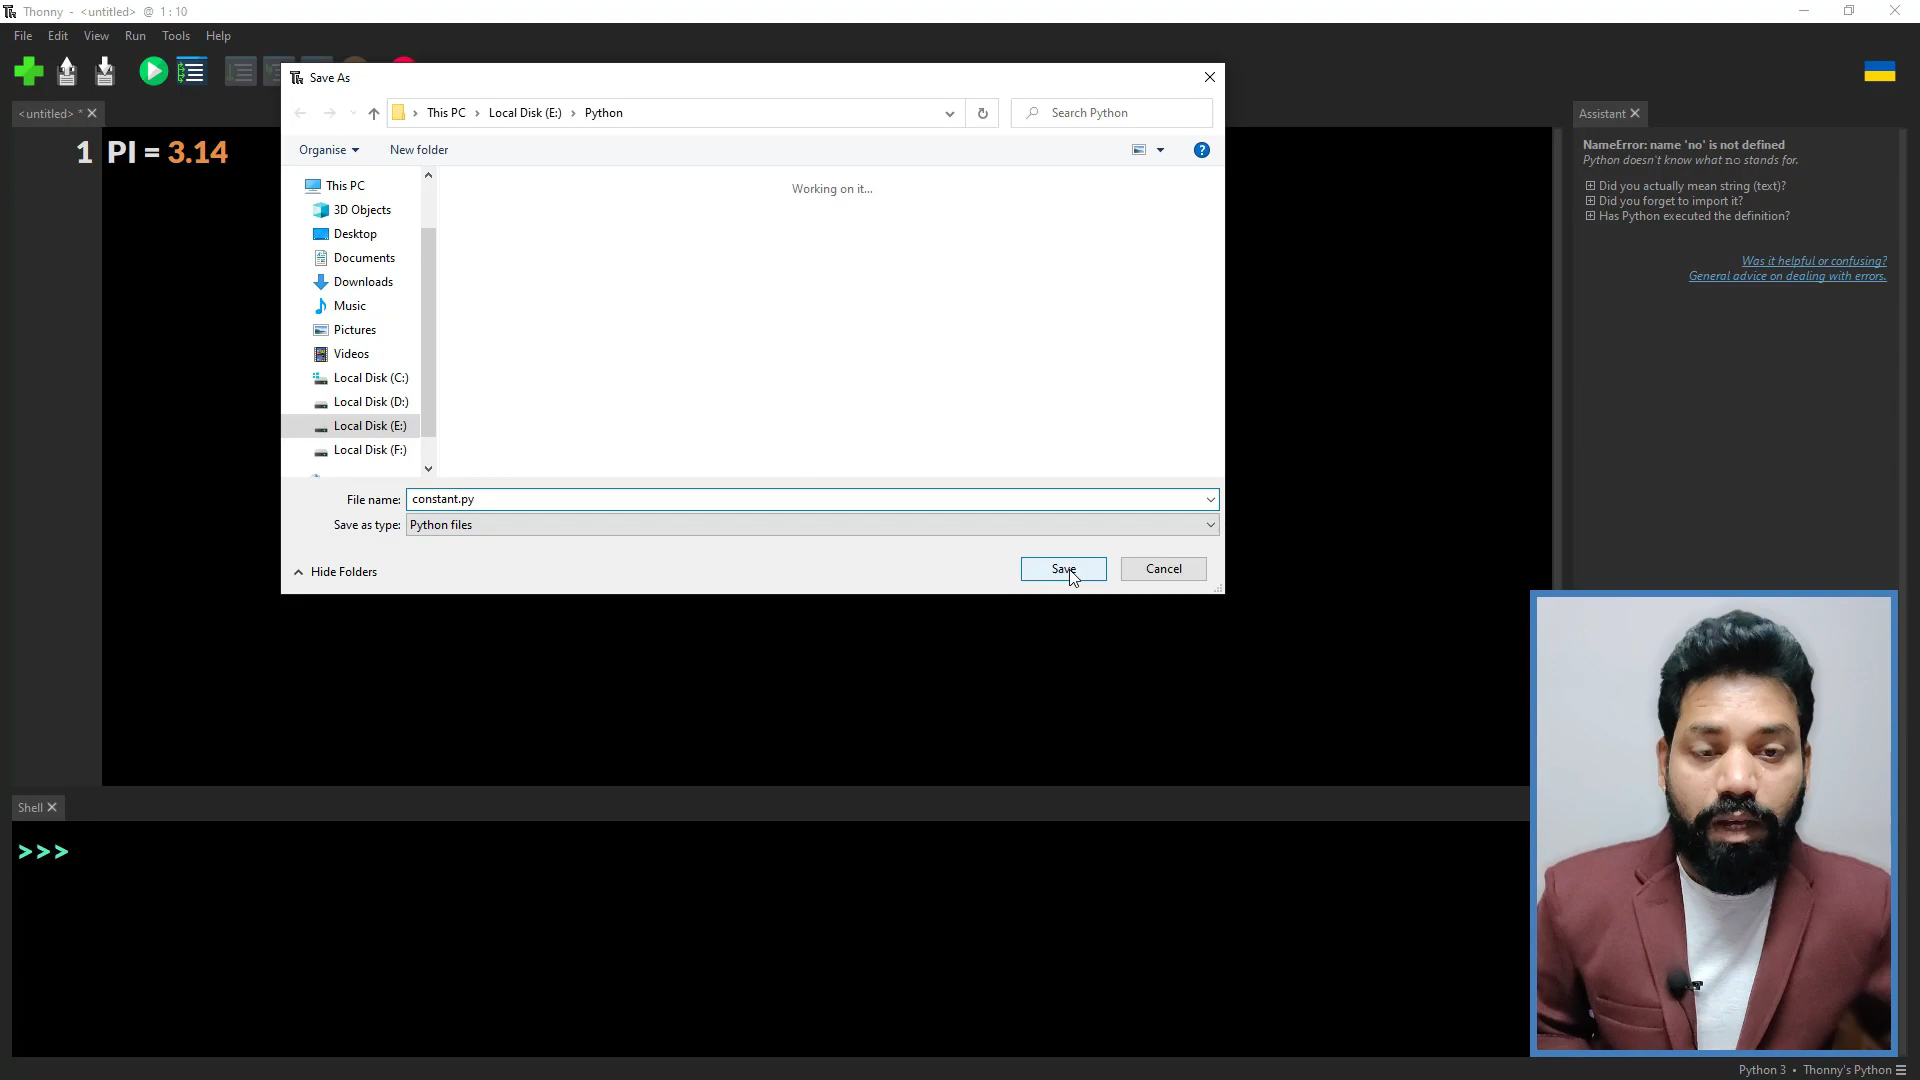 Thonny - <untitled> @ 1:10
File Edit View Run Tools Help
<untitled> *
1 PI = 3.14
Save As
This PC > Local Disk (E:) > Python
Search Python
Organise
New folder
This PC
3D Objects
Desktop
Documents
Downloads
Music
Pictures
Videos
Local Disk (C:)
Local Disk (D:)
Local Disk (E:)
Local Disk (F:)
Working on it...
File name: constant.py
Save as type: Python files
Hide Folders
Save
Cancel
Assistant
NameError: name 'no' is not defined
Python doesn't know what no stands for.
Did you actually mean string (text)?
Did you forget to import it?
Has Python executed the definition?
Was it helpful or confusing?
General advice on dealing with errors.
Shell
>>>
Python 3 • Thonny's Python ☰